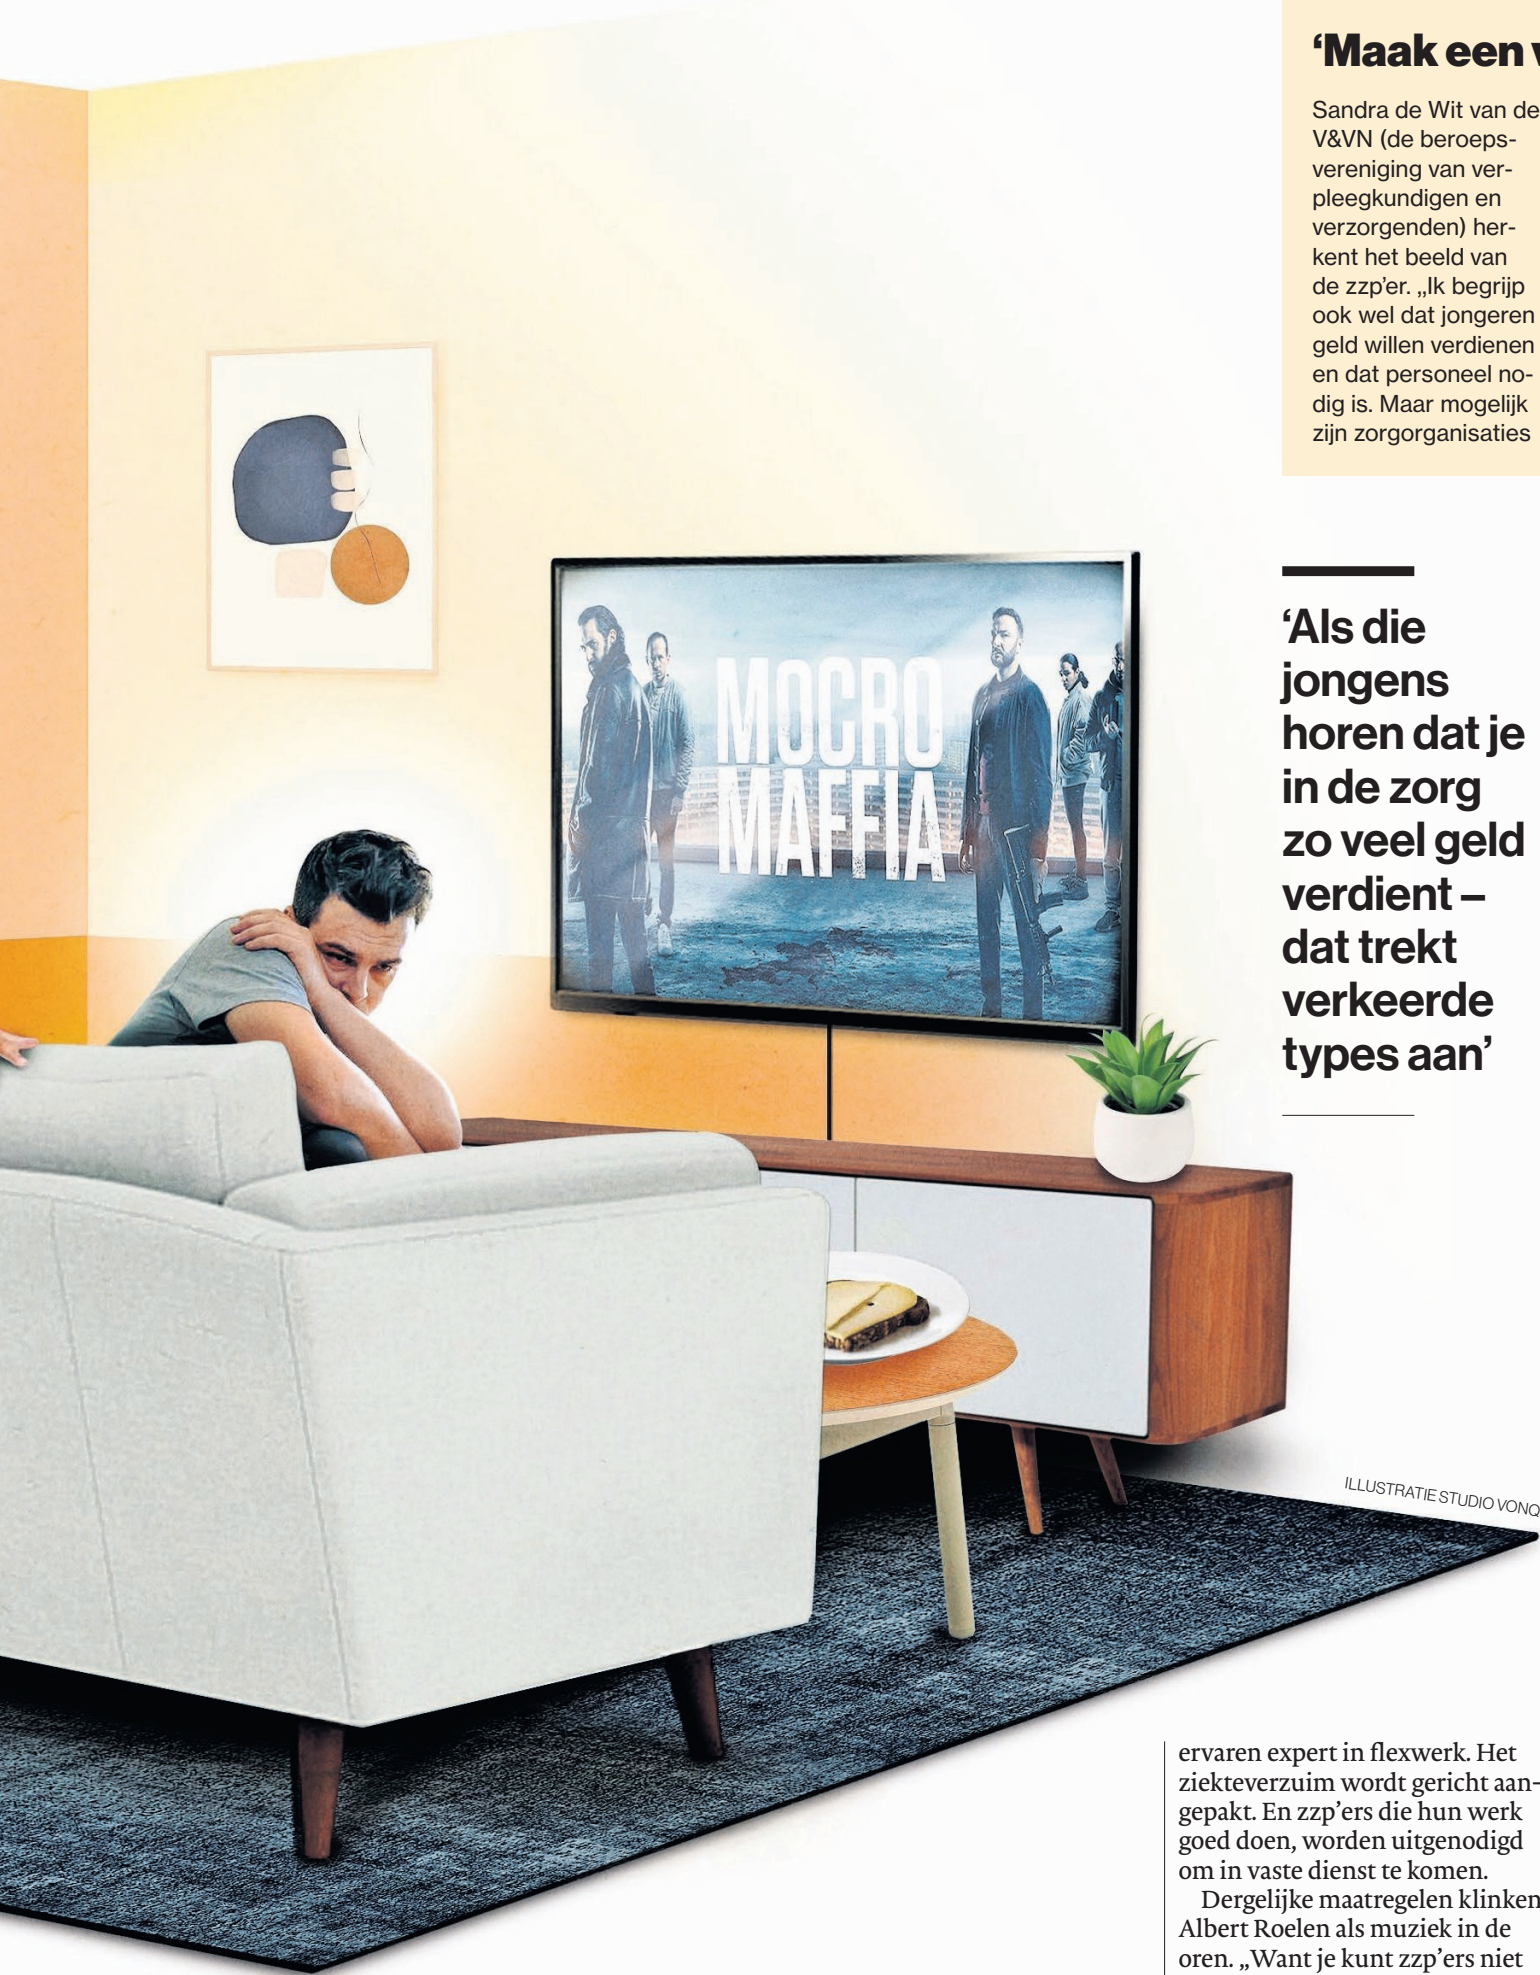 ‘Maak een
Sandra de Wit van de
V&VN (de beroeps-
vereniging van ver-
pleegkundigen en
verzorgenden) her-
kent het beeld van
de zzp’er. „Ik begrijp
ook wel dat jongeren
geld willen verdienen
en dat personeel no-
dig is. Maar mogelijk
zijn zorgorganisaties
MOCRO
MAFFIA
‘Als die
jongens
horen dat je
in de zorg
zo veel geld
verdient –
dat trekt
verkeerde
types aan’
ILLUSTRATIE STUDIO VONQ
ervaren expert in flexwerk. Het
ziekteverzuim wordt gericht aan-
gepakt. En zzp’ers die hun werk
goed doen, worden uitgenodigd
om in vaste dienst te komen.
Dergelijke maatregelen klinken
Albert Roelen als muziek in de
oren. „Want je kunt zzp’ers niet